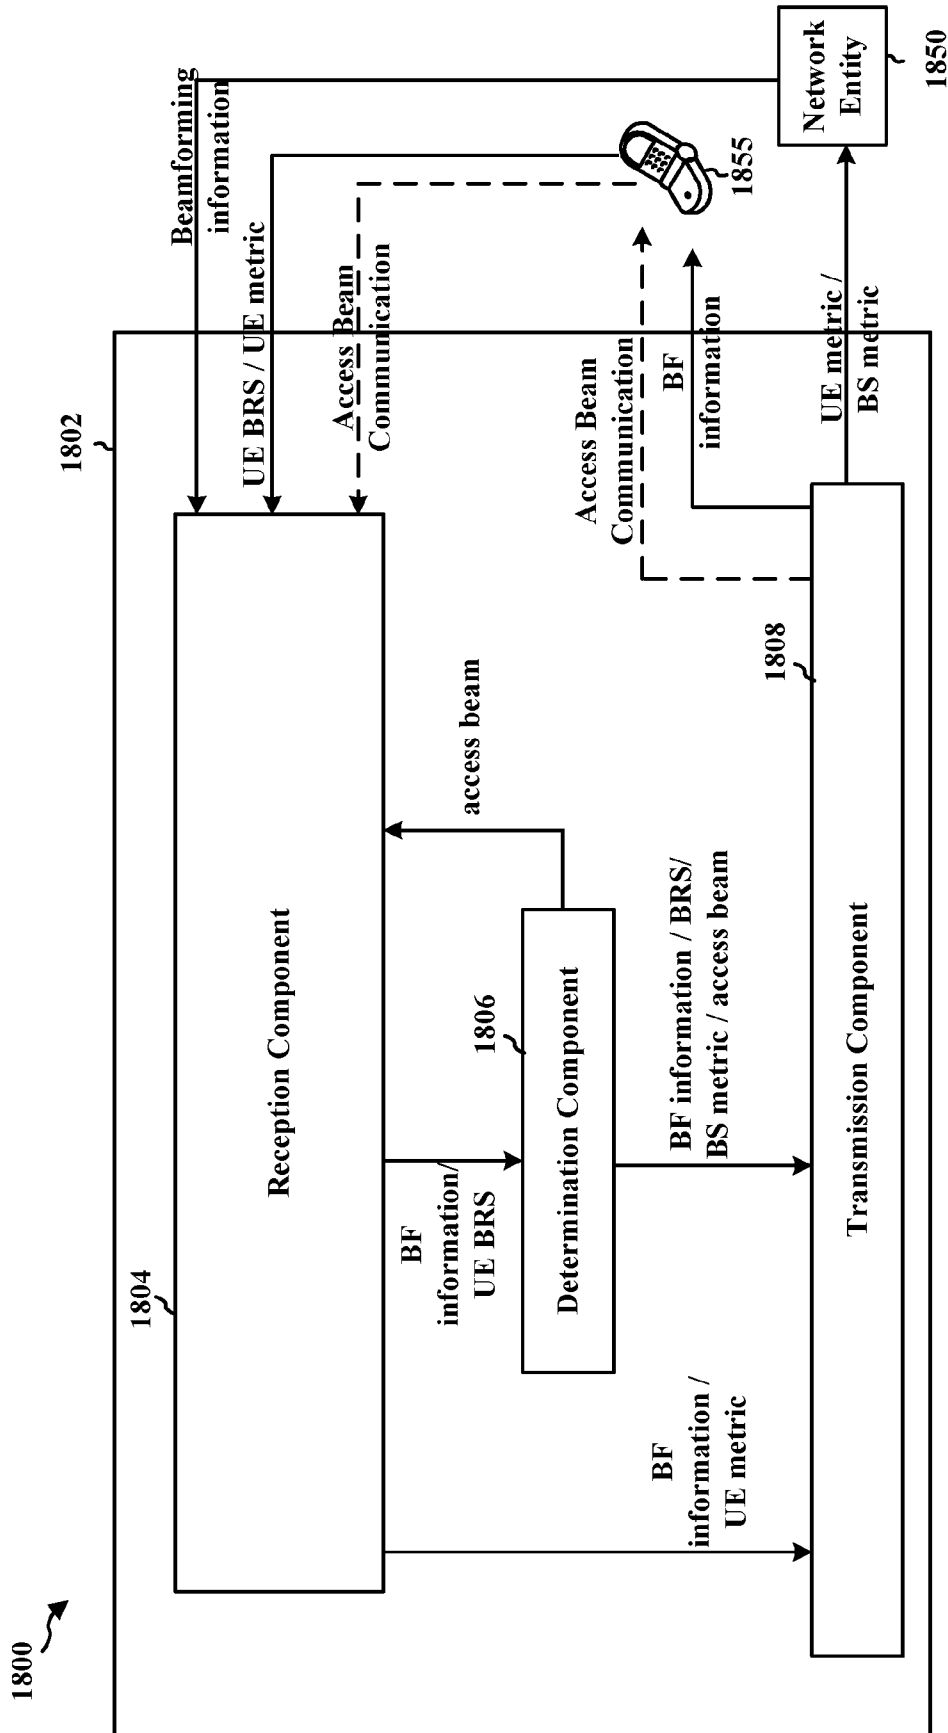 1800
1802
1804
Reception Component
Beamforming
information
UE BRS / UE metric
Access Beam
Communication
BF
information/
UE BRS
access beam
1806
Determination Component
BF
information /
UE metric
BF information / BRS/
BS metric / access beam
Access Beam
Communication
BF
information
1855
1808
Transmission Component
UE metric /
BS metric
Network
Entity
1850